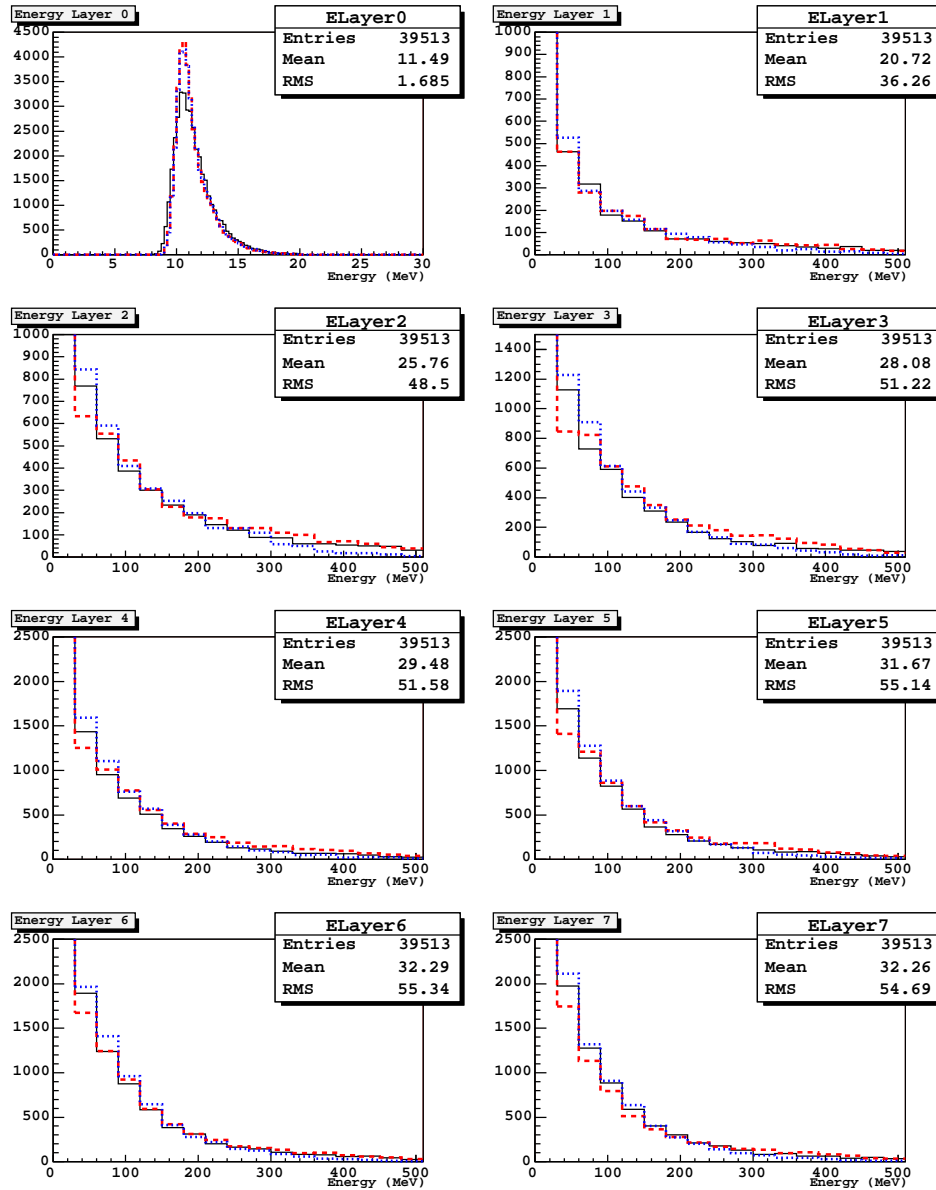 Energy Layer 0
ELayer0
Entries 39513
Mean 11.49
RMS 1.685
4500
4000
3500
3000
2500
2000
1500
1000
500
0
0 5 10 15 20 25 30
Energy (MeV)
Energy Layer 1
ELayer1
Entries 39513
Mean 20.72
RMS 36.26
1000
900
800
700
600
500
400
300
200
100
0
0 100 200 300 400 500
Energy (MeV)
Energy Layer 2
ELayer2
Entries 39513
Mean 25.76
RMS 48.5
1000
900
800
700
600
500
400
300
200
100
0
0 100 200 300 400 500
Energy (MeV)
Energy Layer 3
ELayer3
Entries 39513
Mean 28.08
RMS 51.22
1400
1200
1000
800
600
400
200
0
0 100 200 300 400 500
Energy (MeV)
Energy Layer 4
ELayer4
Entries 39513
Mean 29.48
RMS 51.58
2500
2000
1500
1000
500
0
0 100 200 300 400 500
Energy (MeV)
Energy Layer 5
ELayer5
Entries 39513
Mean 31.67
RMS 55.14
2500
2000
1500
1000
500
0
0 100 200 300 400 500
Energy (MeV)
Energy Layer 6
ELayer6
Entries 39513
Mean 32.29
RMS 55.34
2500
2000
1500
1000
500
0
0 100 200 300 400 500
Energy (MeV)
Energy Layer 7
ELayer7
Entries 39513
Mean 32.26
RMS 54.69
2500
2000
1500
1000
500
0
0 100 200 300 400 500
Energy (MeV)